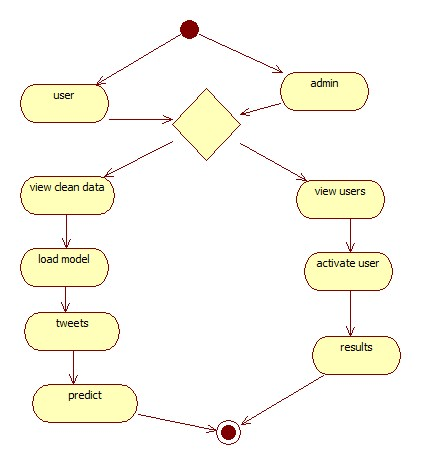 user
admin
view clean data
view users
load model
activate user
tweets
results
predict